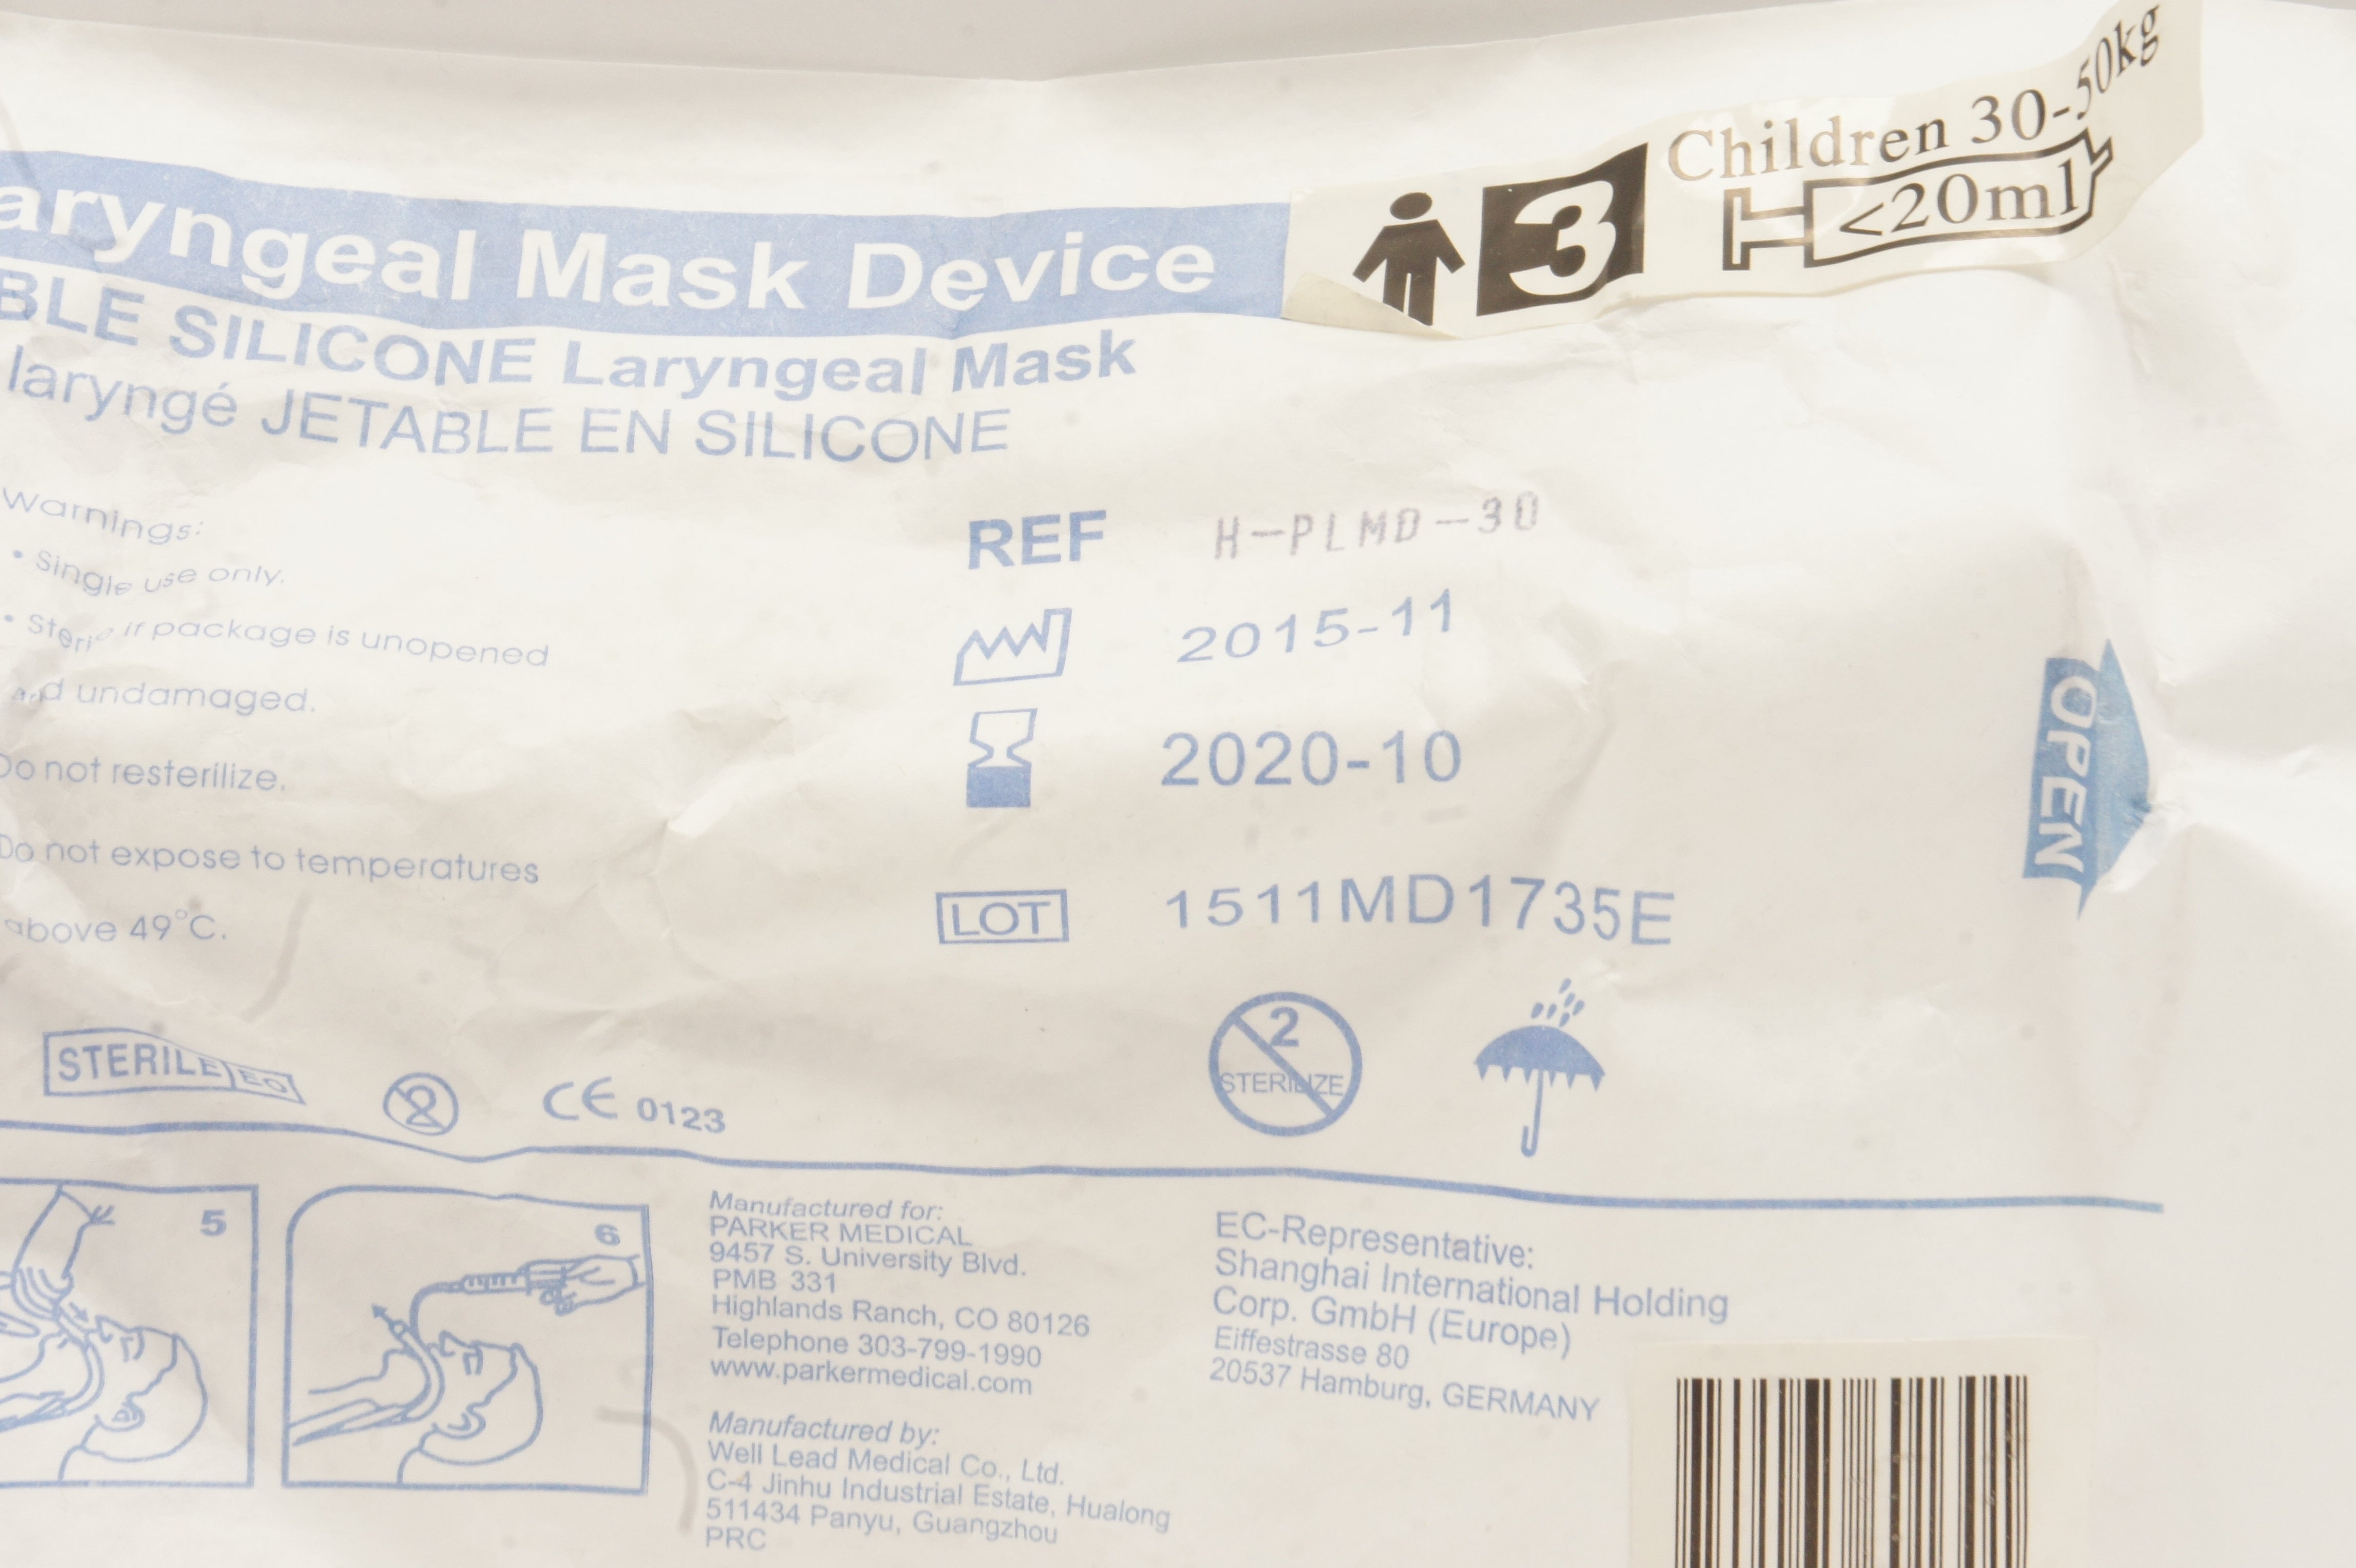 aryngeal Mask Device
3
Children 30-50kg
<20ml
BLE SILICONE Laryngeal Mask
laryngé JETABLE EN SILICONE
Warnings:
• Single use only.
• Sterile if package is unopened
and undamaged.
Do not resterilize.
Do not expose to temperatures
above 49°C.
REF H-PLMD-30
2015-11
2020-10
LOT 1511MD1735E
OPEN
STERILE EO
2
CE 0123
2
STERILIZE
5
6
Manufactured for:
PARKER MEDICAL
9457 S. University Blvd.
PMB 331
Highlands Ranch, CO 80126
Telephone 303-799-1990
www.parkermedical.com
Manufactured by:
Well Lead Medical Co., Ltd.
C-4 Jinhu Industrial Estate, Hualong
511434 Panyu, Guangzhou
PRC
EC-Representative:
Shanghai International Holding
Corp. GmbH (Europe)
Eiffestrasse 80
20537 Hamburg, GERMANY